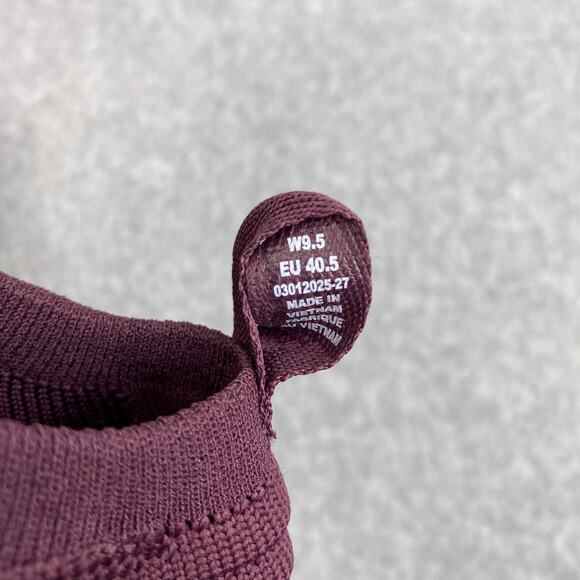 W9.5
EU 40.5
03012025-27
MADE IN
VIETNAM
FABRIQUE
AU VIETNAM